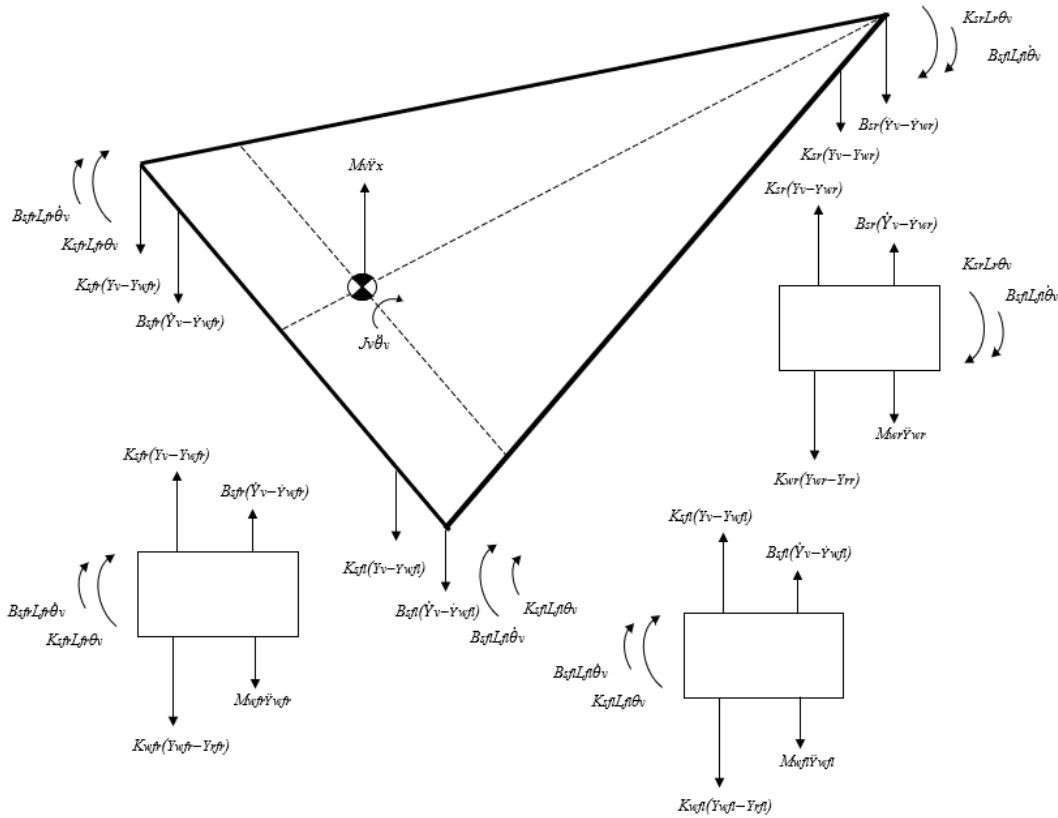 KsrLrθv
BsflLflθ̇v
Bsr(Ẏv−Ẏwr)
Ksr(Yv−Ywr)
MvŸx
BsfrLfrθ̇v
KsfrLfrθv
Ksfr(Yv−Ywfr)
Bsfr(Ẏv−Ẏwfr)
Jvθ̈v
Ksr(Yv−Ywr)
Bsr(Ẏv−Ẏwr)
KsrLrθv
BsflLflθ̇v
MwrŸwr
Kwr(Ywr−Yrr)
Ksfr(Yv−Ywfr)
Bsfr(Ẏv−Ẏwfr)
BsfrLfrθ̇v
KsfrLfrθv
MwfrŸwfr
Kwfr(Ywfr−Yrfr)
Ksfl(Yv−Ywfl)
Bsfl(Ẏv−Ẏwfl)
KsflLflθv
BsflLflθ̇v
Ksfl(Yv−Ywfl)
Bsfl(Ẏv−Ẏwfl)
BsflLflθ̇v
KsflLflθv
MwflŸwfl
Kwfl(Ywfl−Yrfl)